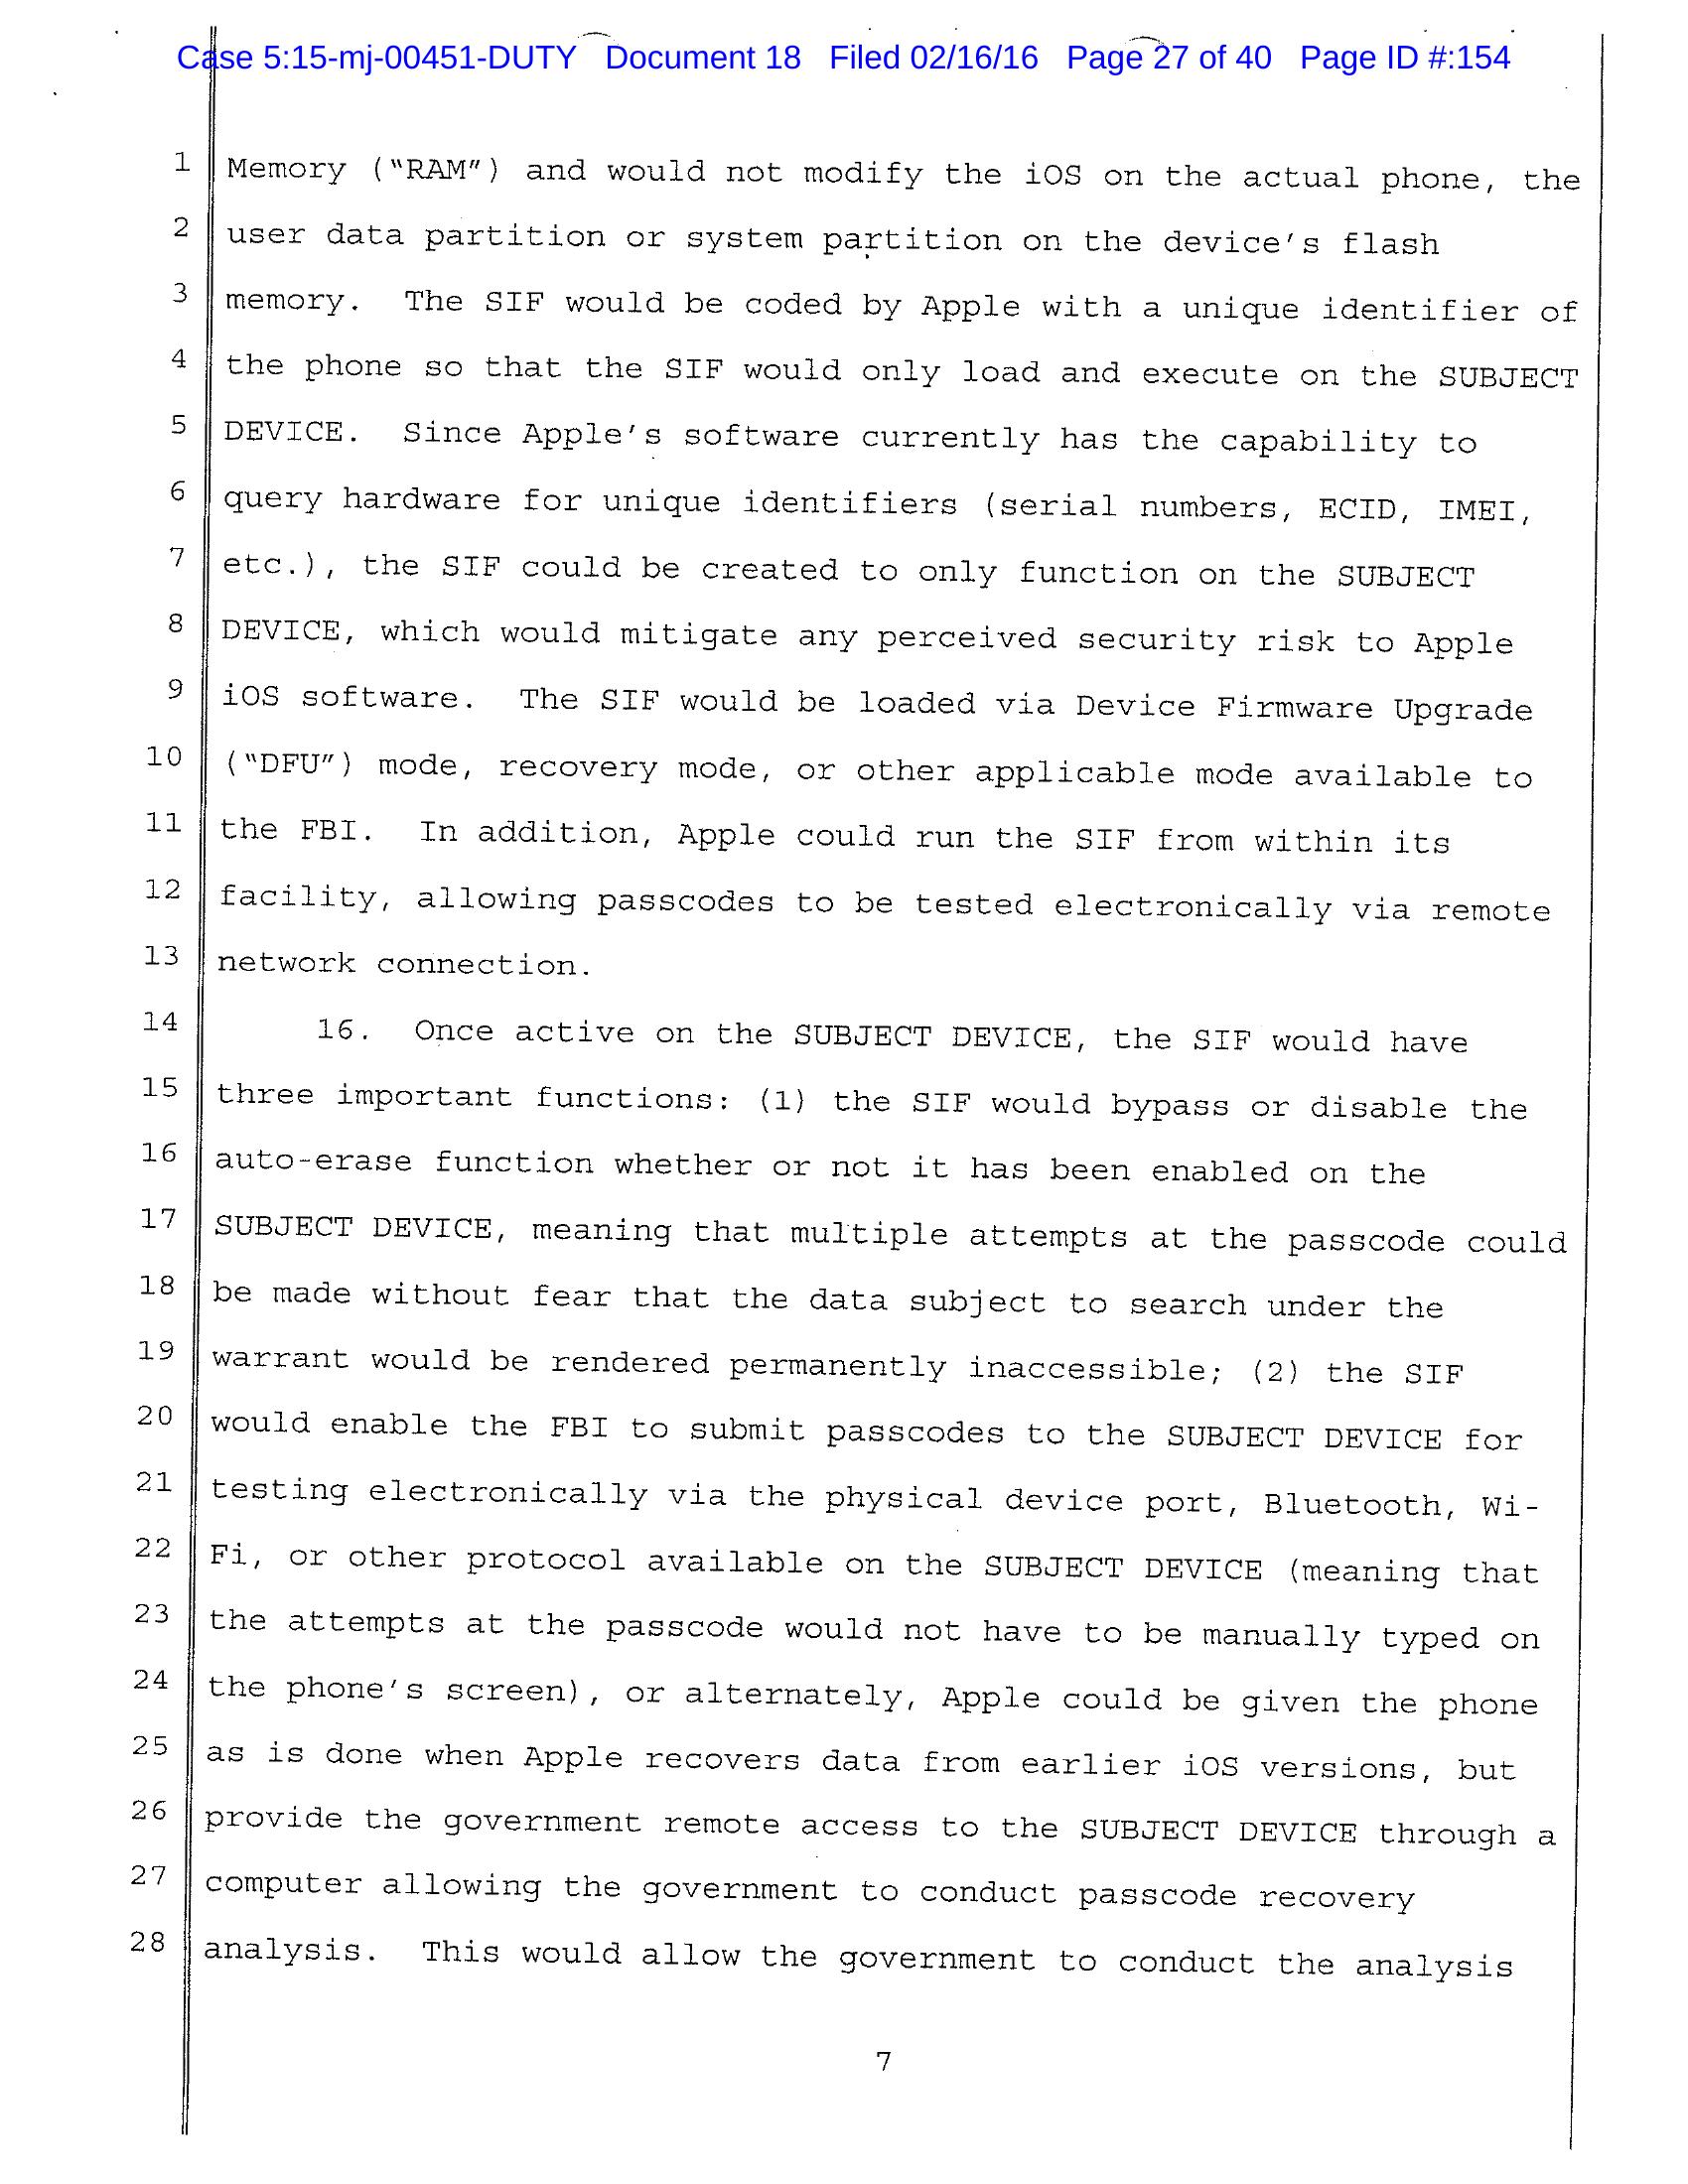 Case 5:15-mj-00451-DUTY Document 18 Filed 02/16/16 Page 27 of 40 Page ID #:154
1 Memory (“RAM”) and would not modify the iOS on the actual phone, the
2 user data partition or system partition on the device’s flash
3 memory. The SIF would be coded by Apple with a unique identifier of
4 the phone so that the SIF would only load and execute on the SUBJECT
5 DEVICE. Since Apple’s software currently has the capability to
6 query hardware for unique identifiers (serial numbers, ECID, IMEI,
7 etc.), the SIF could be created to only function on the SUBJECT
8 DEVICE, which would mitigate any perceived security risk to Apple
9 iOS software. The SIF would be loaded via Device Firmware Upgrade
10 (“DFU”) mode, recovery mode, or other applicable mode available to
11 the FBI. In addition, Apple could run the SIF from within its
12 facility, allowing passcodes to be tested electronically via remote
13 network connection.
14 16. Once active on the SUBJECT DEVICE, the SIF would have
15 three important functions: (1) the SIF would bypass or disable the
16 auto-erase function whether or not it has been enabled on the
17 SUBJECT DEVICE, meaning that multiple attempts at the passcode could
18 be made without fear that the data subject to search under the
19 warrant would be rendered permanently inaccessible; (2) the SIF
20 would enable the FBI to submit passcodes to the SUBJECT DEVICE for
21 testing electronically via the physical device port, Bluetooth, Wi-
22 Fi, or other protocol available on the SUBJECT DEVICE (meaning that
23 the attempts at the passcode would not have to be manually typed on
24 the phone’s screen), or alternately, Apple could be given the phone
25 as is done when Apple recovers data from earlier iOS versions, but
26 provide the government remote access to the SUBJECT DEVICE through a
27 computer allowing the government to conduct passcode recovery
28 analysis. This would allow the government to conduct the analysis
7